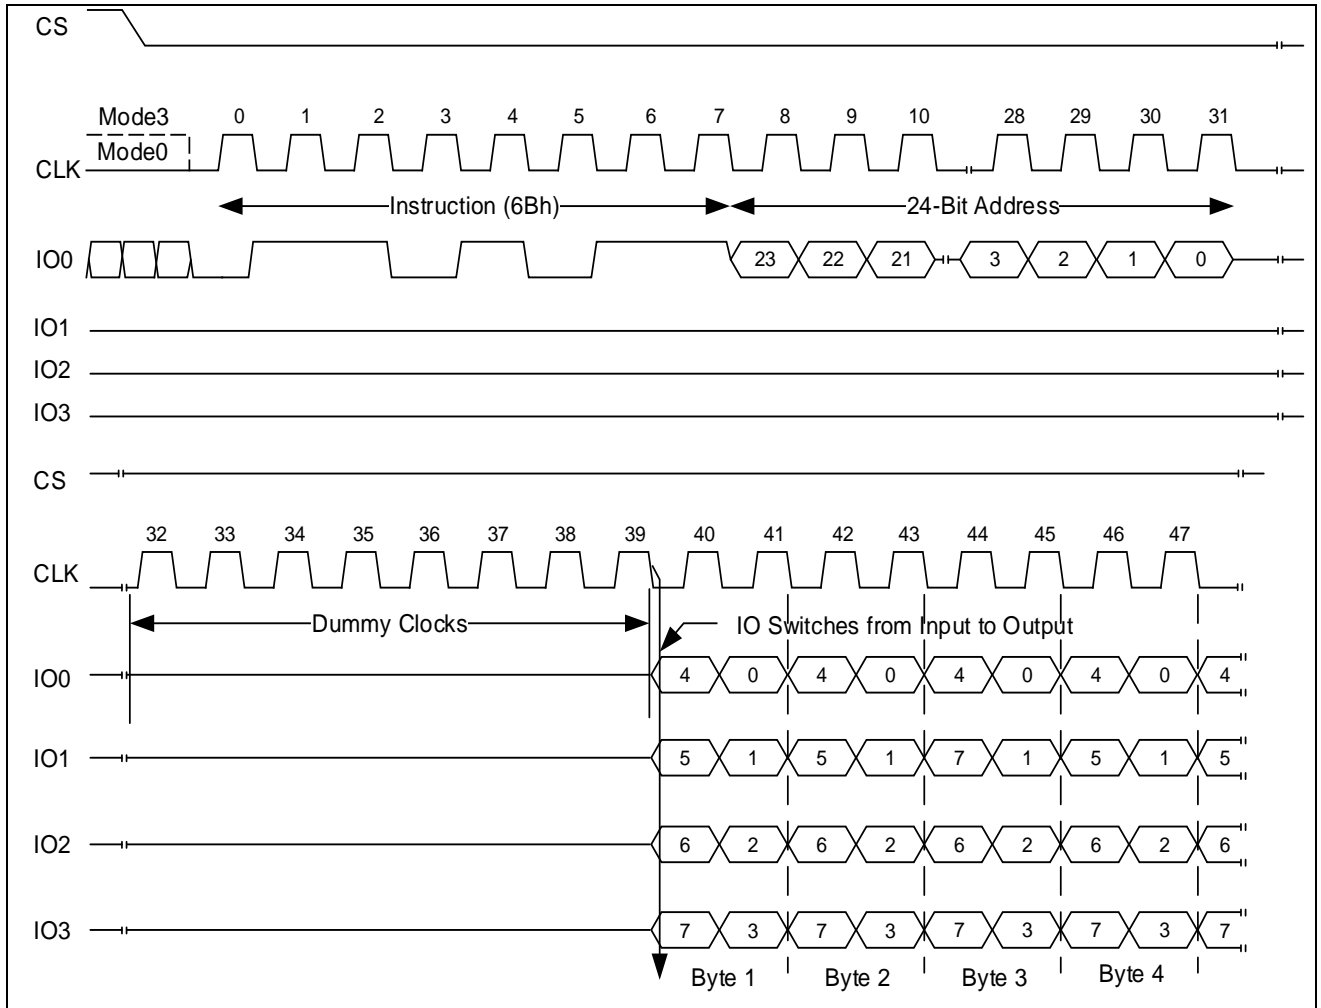 CS
Mode3
0 1 2 3 4 5 6 7 8 9 10 28 29 30 31
Mode0
CLK
Instruction (6Bh) 24-Bit Address
IO0 23 22 21 3 2 1 0
IO1
IO2
IO3
CS
32 33 34 35 36 37 38 39 40 41 42 43 44 45 46 47
CLK
Dummy Clocks IO Switches from Input to Output
IO0 4 0 4 0 4 0 4 0 4
IO1 5 1 5 1 7 1 5 1 5
IO2 6 2 6 2 6 2 6 2 6
IO3 7 3 7 3 7 3 7 3 7
Byte 1 Byte 2 Byte 3 Byte 4